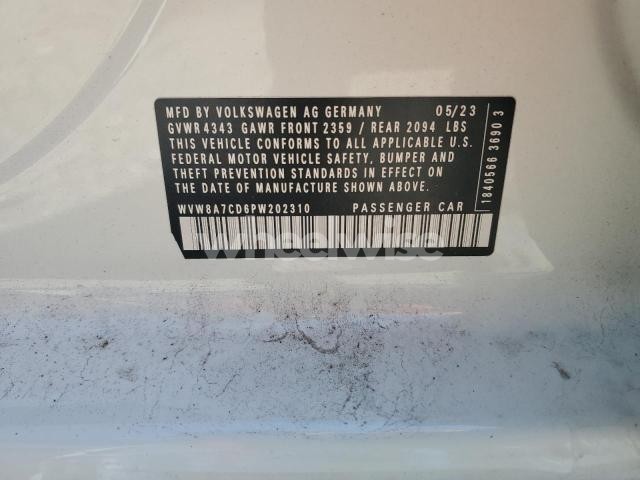 MFD BY VOLKSWAGEN AG GERMANY 05/23
GVWR 4343 GAWR FRONT 2359 / REAR 2094 LBS
THIS VEHICLE CONFORMS TO ALL APPLICABLE U.S.
FEDERAL MOTOR VEHICLE SAFETY, BUMPER AND
THEFT PREVENTION STANDARDS IN EFFECT ON
THE DATE OF MANUFACTURE SHOWN ABOVE.
WVW8A7CD6PW202310 PASSENGER CAR
1840566 3690 3
wheelwise